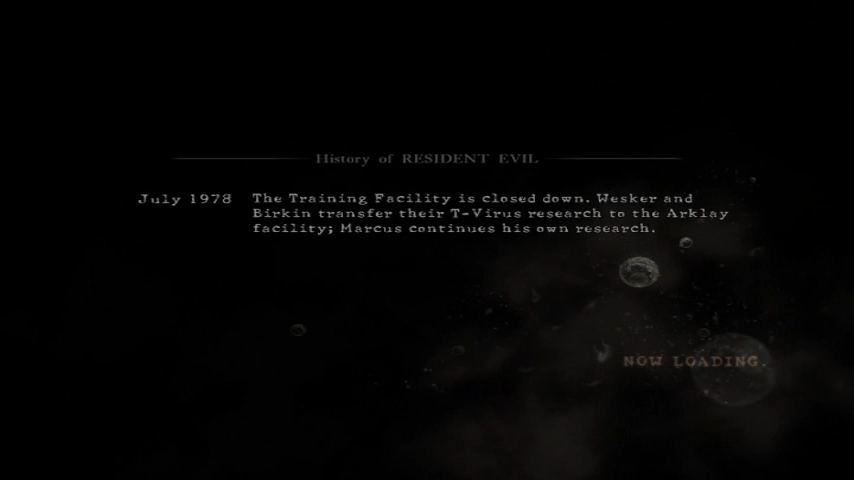 History of RESIDENT EVIL
July 1978 The Training Facility is closed down. Wesker and
Birkin transfer their T-Virus research to the Arklay
facility; Marcus continues his own research.
NOW LOADING.